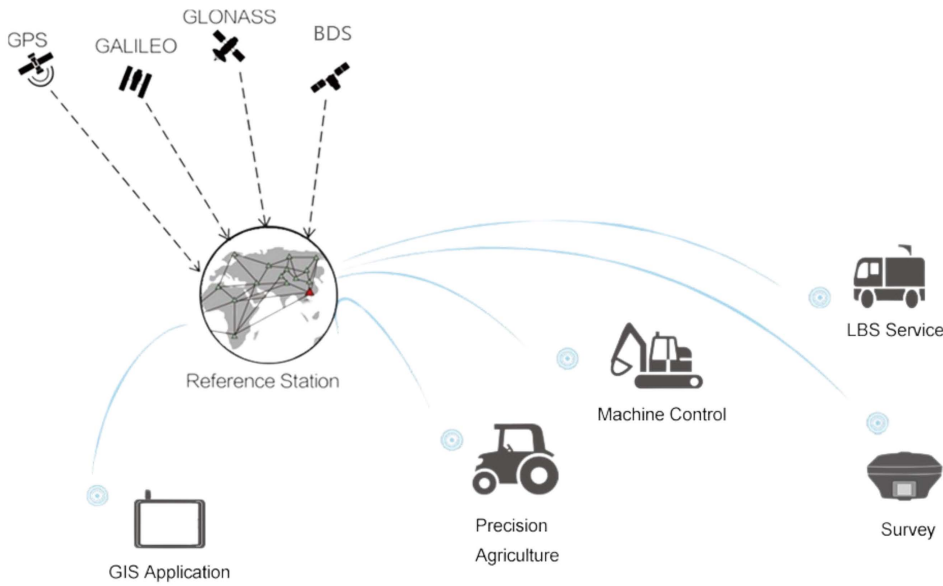 GLONASS
GPS
GALILEO
BDS
Reference Station
LBS Service
Machine Control
Precision
Agriculture
Survey
GIS Application